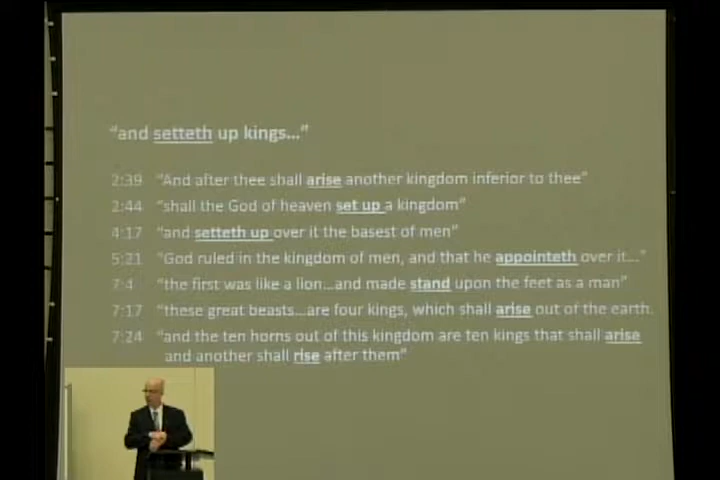 "and setteth up kings..."
2:39 "And after thee shall arise another kingdom inferior to thee"
2:44 "shall the God of heaven set up a kingdom"
4:17 "and setteth up over it the basest of men"
5:21 "God ruled in the kingdom of men, and that he appointeth over it..."
7:4 "the first was like a lion...and made stand upon the feet as a man"
7:17 "these great beasts...are four kings, which shall arise out of the earth.
7:24 "and the ten horns out of this kingdom are ten kings that shall arise
and another shall rise after them"